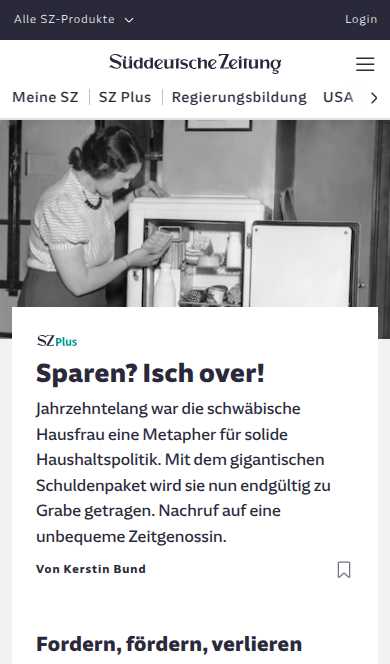 Alle SZ-Produkte
Login
Süddeutsche Zeitung
Meine SZ
SZ Plus
Regierungsbildung
USA
SZPlus
Sparen? Isch over!
Jahrzehntelang war die schwäbische
Hausfrau eine Metapher für solide
Haushaltspolitik. Mit dem gigantischen
Schuldenpaket wird sie nun endgültig zu
Grabe getragen. Nachruf auf eine
unbequeme Zeitgenossin.
Von Kerstin Bund
Fordern, fördern, verlieren